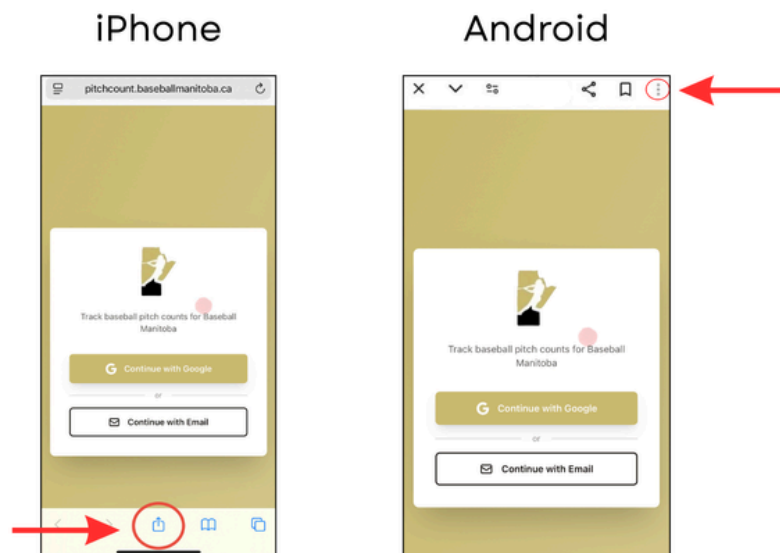 iPhone
Android
pitchcount.baseballmanitoba.ca
Track baseball pitch counts for Baseball
Manitoba
G Continue with Google
or
Continue with Email
Track baseball pitch counts for Baseball
Manitoba
G Continue with Google
or
Continue with Email